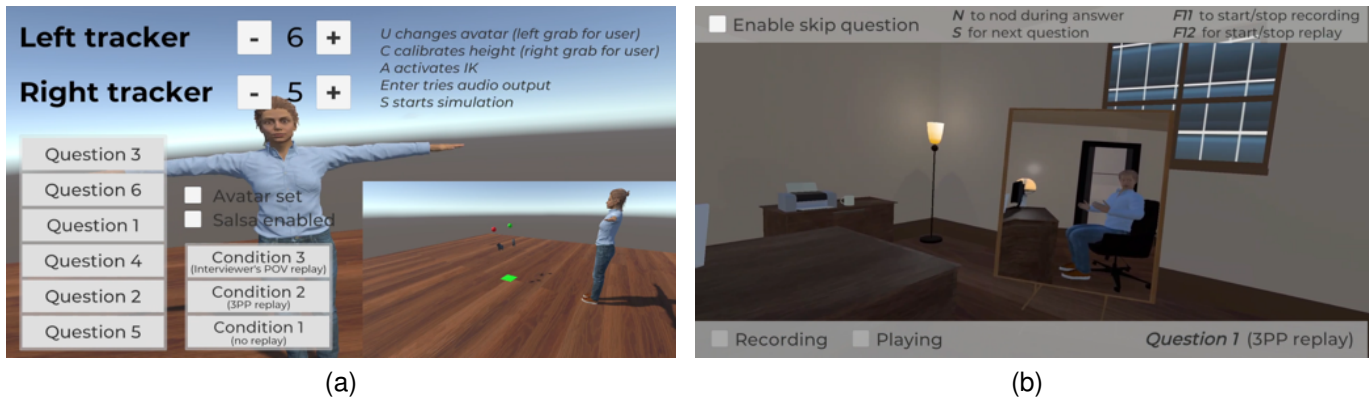 Left tracker - 6 +
Right tracker - 5 +
U changes avatar (left grab for user)
C calibrates height (right grab for user)
A activates IK
Enter tries audio output
S starts simulation
Question 3
Question 6
Question 1
Question 4
Question 2
Question 5
Avatar set
Salsa enabled
Condition 3
(Interviewer's POV replay)
Condition 2
(3PP replay)
Condition 1
(no replay)
(a)
Enable skip question
N to nod during answer
S for next question
F11 to start/stop recording
F12 for start/stop replay
Recording
Playing
Question 1 (3PP replay)
(b)